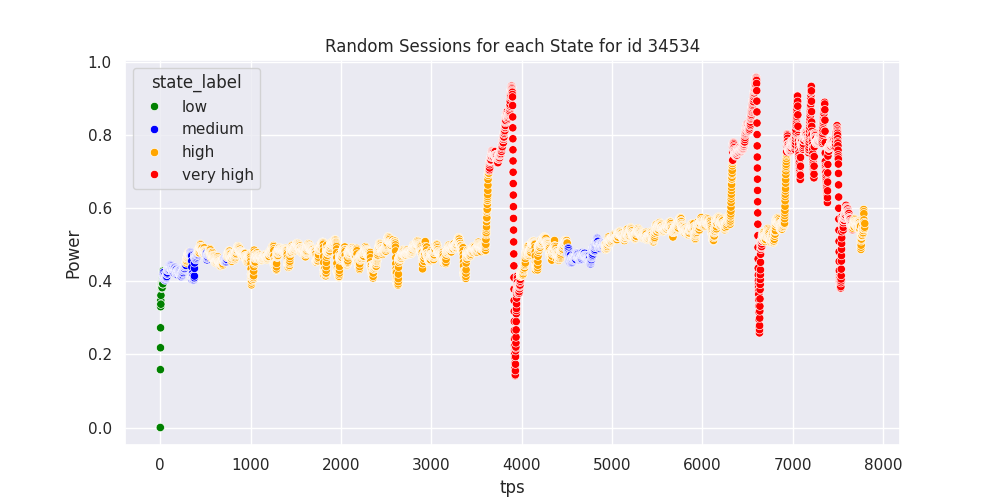 Random Sessions for each State for id 34534
state_label
low
medium
high
very high
Power
1.0
0.8
0.6
0.4
0.2
0.0
0 1000 2000 3000 4000 5000 6000 7000 8000
tps